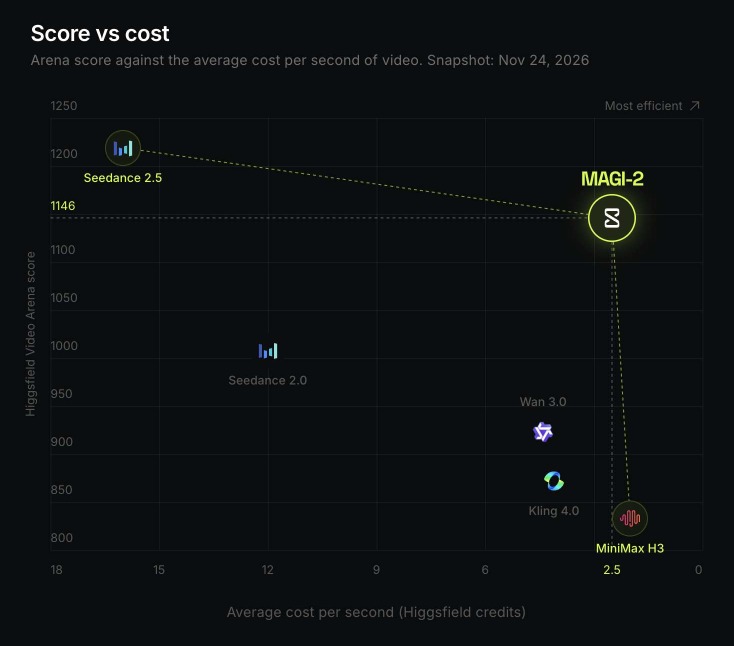 Score vs cost
Arena score against the average cost per second of video. Snapshot: Nov 24, 2026
Most efficient ↗
1250
1200
1146
1100
1050
1000
950
900
850
800
Higgsfield Video Arena score
Seedance 2.5
MAGI-2
Seedance 2.0
Wan 3.0
Kling 4.0
MiniMax H3
18
15
12
9
6
2.5
0
Average cost per second (Higgsfield credits)